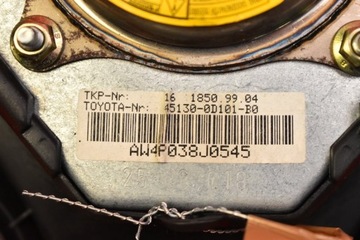 TKP-Nr: 16 1850.99.04
TOYOTA-Nr: 45130-0D101-B0
AW4P038J0545